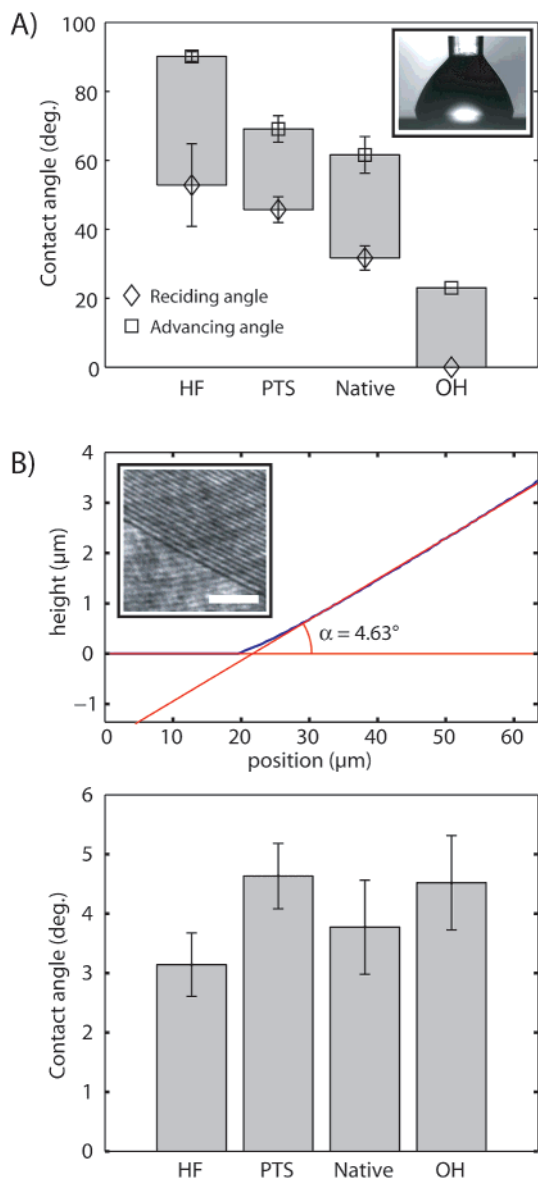 A)
100
80
60
40
20
0
Contact angle (deg.)
Reciding angle
Advancing angle
HF PTS Native OH
B)
4
3
2
1
0
−1
height (μm)
α = 4.63°
0 10 20 30 40 50 60
position (μm)
6
5
4
3
2
1
0
Contact angle (deg.)
HF PTS Native OH